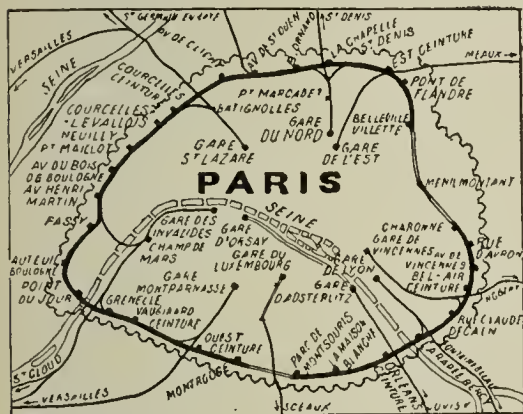 ST GERMAIN EN LAYE
AV DE ST OUEN
ST DENIS
LA CHAPELLE
ST DENIS
EST CEINTURE
VERSAILLES
PV DE CLICHY
MEAUX
SEINE
COURCELLES
CEINTURE
PT MARCADET
PONT DE
FLANDRE
COURCELLES-
LEVALLOIS
BATIGNOLLES
NEUILLY
PT MAILLOT
GARE
ST LAZARE
GARE
DU NORD
BELLEVILLE
VILLETTE
GARE
DE L'EST
AV DU BOIS
DE BOULOGNE
AV HENRI
MARTIN
PARIS
MENILMONTANT
PASSY
SEINE
GARE DES
INVALIDES
CHAMP DE
MARS
GARE
D'ORSAY
CHARONNE
GARE DE
VINCENNES
RUE
D'AVRON
AV DE
VINCENNES
BEL-AIR
CEINTURE
AUTEUIL
BOULOGNE
POINT
DU JOUR
GARE DU
LUXEMBOURG
GARE
DE LYON
GARE
MONTPARNASSE
GARE
D'AOSTERLITZ
NOGENT
GRENELLE
VAUGIRARD
CEINTURE
RUE CLAUDE
DECAEN
OUEST
CEINTURE
PARC DE
MONTSOURIS
LA MAISON
BLANCHE
ST CLOUD
MONTROUGE
ORLEANS
CEINTURE
FONTAINEBLEAU
VERSAILLES
SCEAUX
JUVISY